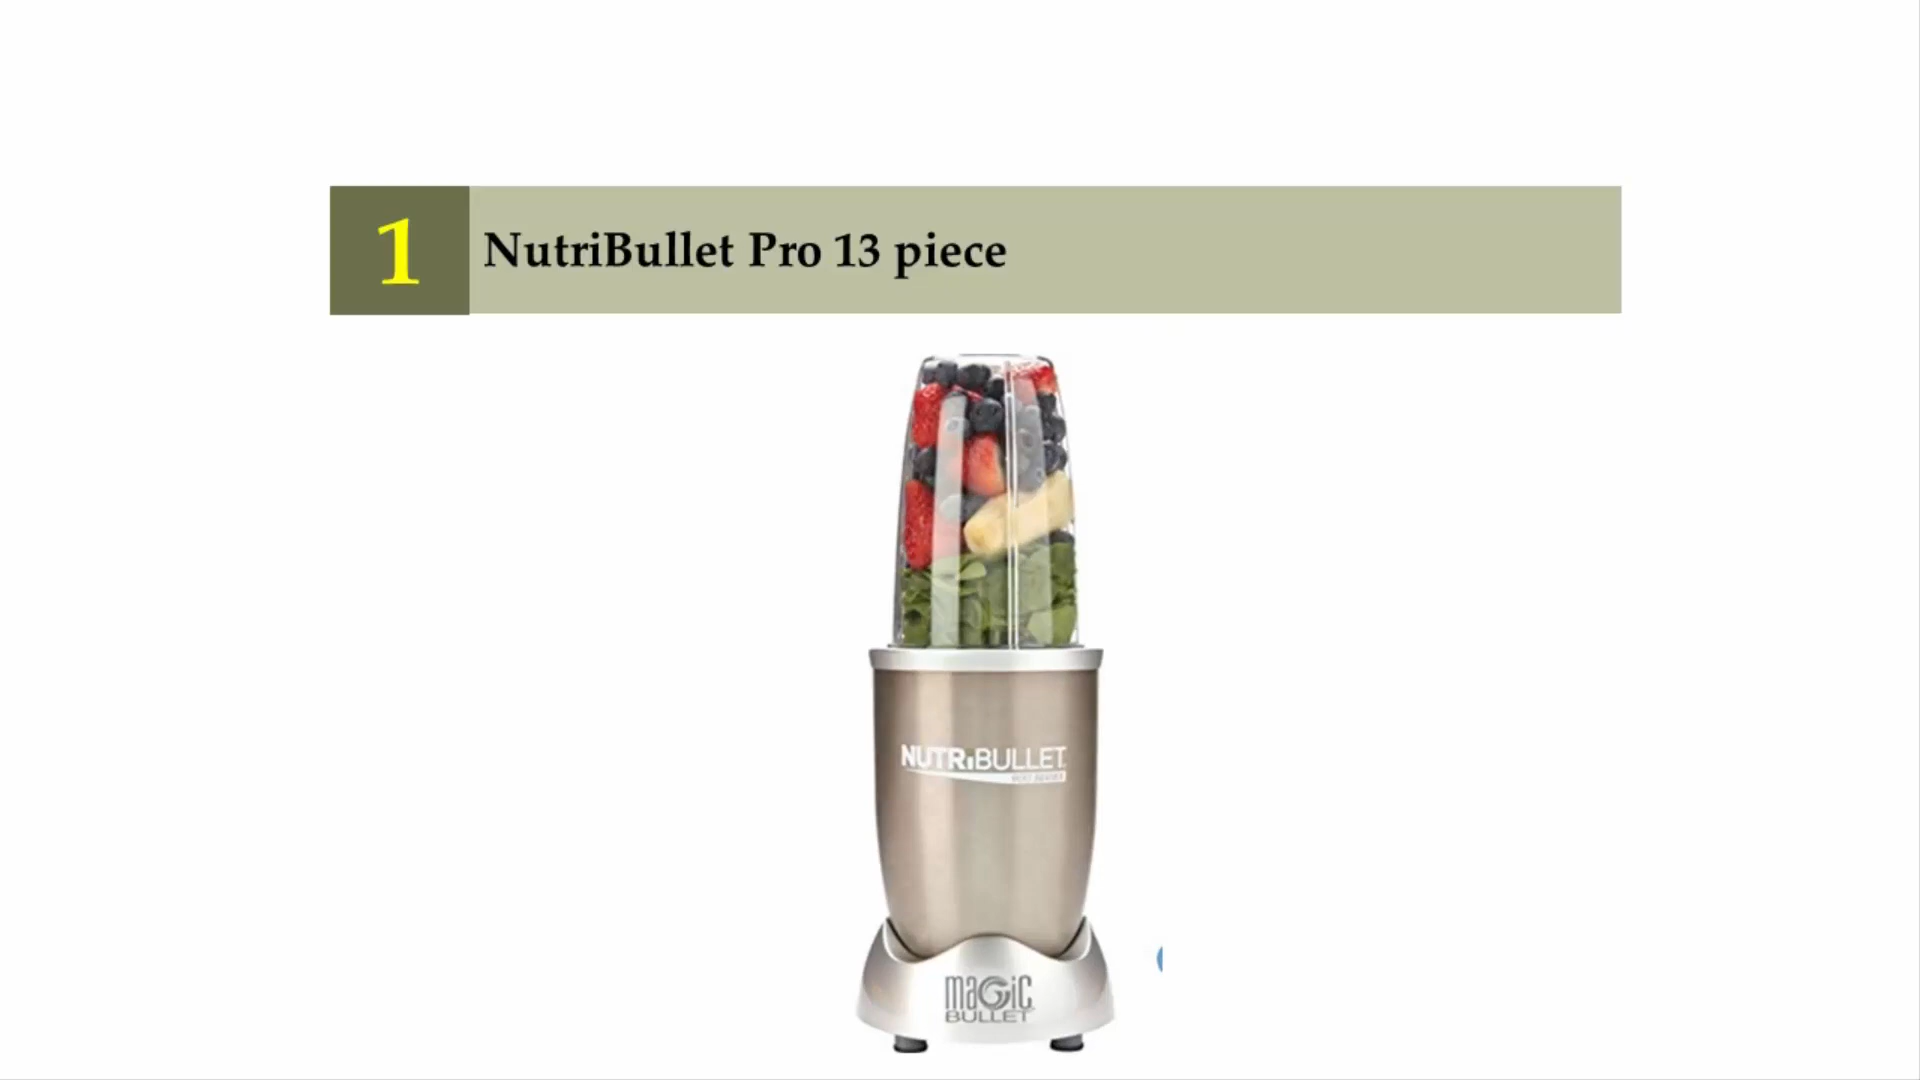 1
NutriBullet Pro 13 piece
NUTRiBULLET
MAGIC
BULLET